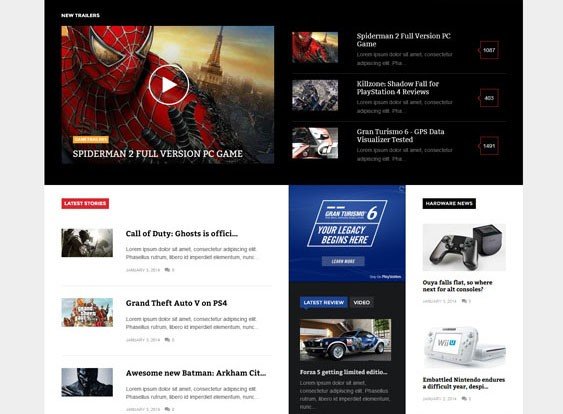 NEW TRAILERS
GAME TRAILERS
SPIDERMAN 2 FULL VERSION PC GAME
Spiderman 2 Full Version PC
Game
Lorem ipsum dolor sit amet, consectetur
adipiscing elit. Pha...
1087
Killzone: Shadow Fall for
PlayStation 4 Reviews
Lorem ipsum dolor sit amet, consectetur
adipiscing elit. Pha...
403
Gran Turismo 6 - GPS Data
Visualizer Tested
Lorem ipsum dolor sit amet, consectetur
adipiscing elit. Pha...
1491
LATEST STORIES
Call of Duty: Ghosts is offici...
Lorem ipsum dolor sit amet, consectetur adipiscing elit.
Phasellus rutrum, libero id imperdiet elementum, nunc...
JANUARY 3, 2014
Grand Theft Auto V on PS4
Lorem ipsum dolor sit amet, consectetur adipiscing elit.
Phasellus rutrum, libero id imperdiet elementum, nunc...
JANUARY 3, 2014
Awesome new Batman: Arkham Cit...
Lorem ipsum dolor sit amet, consectetur adipiscing elit.
Phasellus rutrum, libero id imperdiet elementum, nunc...
JANUARY 3, 2014
GRAN TURISMO 6
YOUR LEGACY
BEGINS HERE
LEARN MORE
Only On PlayStation
LATEST REVIEW
VIDEO
Forza 5 getting limited editio...
Lorem ipsum dolor sit amet, consectetur
adipiscing elit. Phasellus rutrum, libero id
HARDWARE NEWS
Ouya falls flat, so where
next for alt consoles?
JANUARY 3, 2014
Wii U
Embattled Nintendo endures
a difficult year, despi...
JANUARY 3, 2014